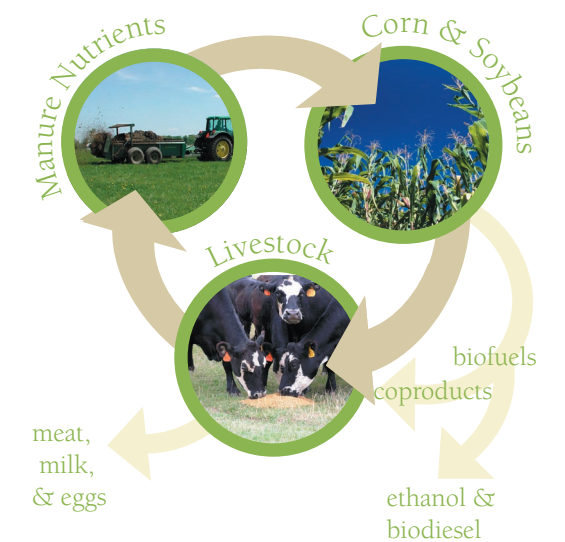 Manure Nutrients
Corn & Soybeans
Livestock
biofuels
coproducts
meat,
milk,
& eggs
ethanol &
biodiesel